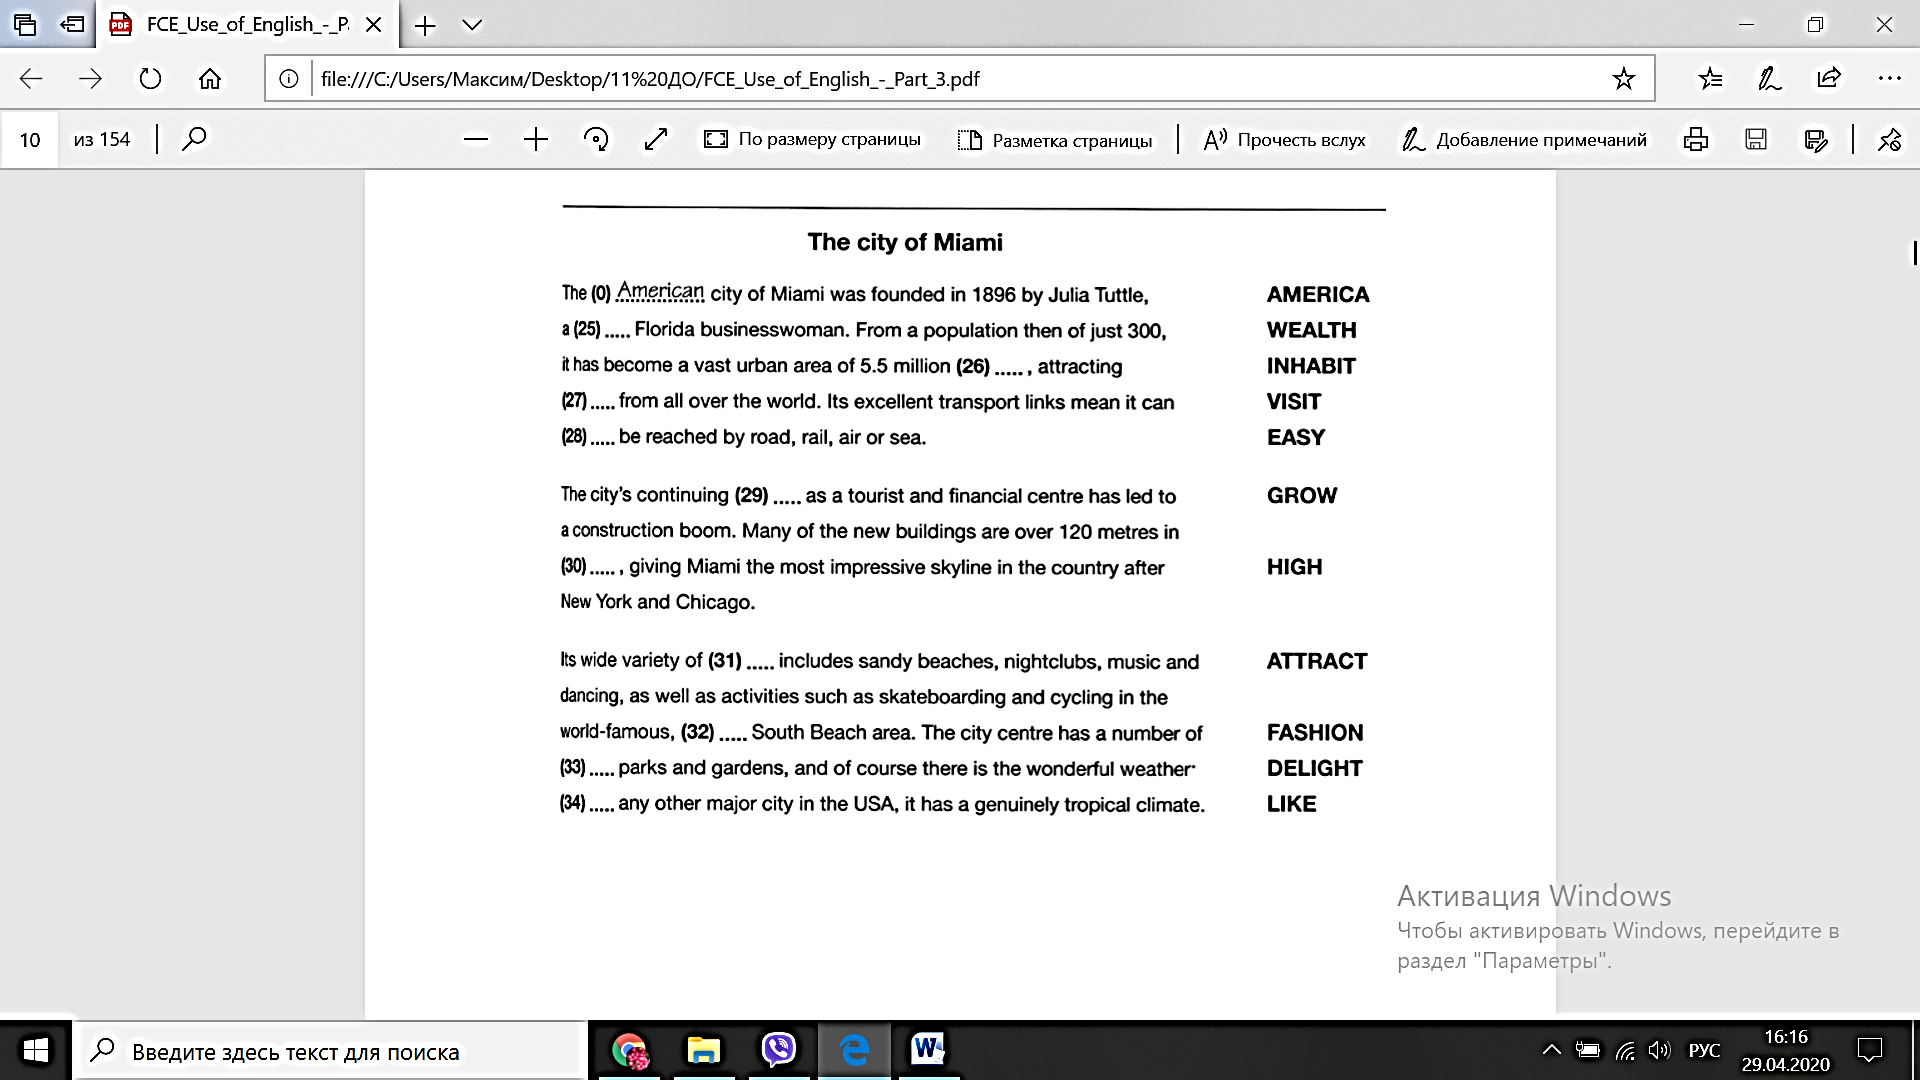 FCE_Use_of_English_-_P
file:///C:/Users/Максим/Desktop/11%20ДО/FCE_Use_of_English_-_Part_3.pdf
10 из 154 По размеру страницы Разметка страницы Прочесть вслух Добавление примечаний
The city of Miami
The (0) American city of Miami was founded in 1896 by Julia Tuttle, AMERICA
a (25) ..... Florida businesswoman. From a population then of just 300, WEALTH
it has become a vast urban area of 5.5 million (26) ..... , attracting INHABIT
(27) ..... from all over the world. Its excellent transport links mean it can VISIT
(28) ..... be reached by road, rail, air or sea. EASY
The city's continuing (29) ..... as a tourist and financial centre has led to GROW
a construction boom. Many of the new buildings are over 120 metres in
(30) ..... , giving Miami the most impressive skyline in the country after HIGH
New York and Chicago.
Its wide variety of (31) ..... includes sandy beaches, nightclubs, music and ATTRACT
dancing, as well as activities such as skateboarding and cycling in the
world-famous, (32) ..... South Beach area. The city centre has a number of FASHION
(33) ..... parks and gardens, and of course there is the wonderful weather DELIGHT
(34) ..... any other major city in the USA, it has a genuinely tropical climate. LIKE
Активация Windows
Чтобы активировать Windows, перейдите в
раздел "Параметры".
Введите здесь текст для поиска
РУС
16:16
29.04.2020